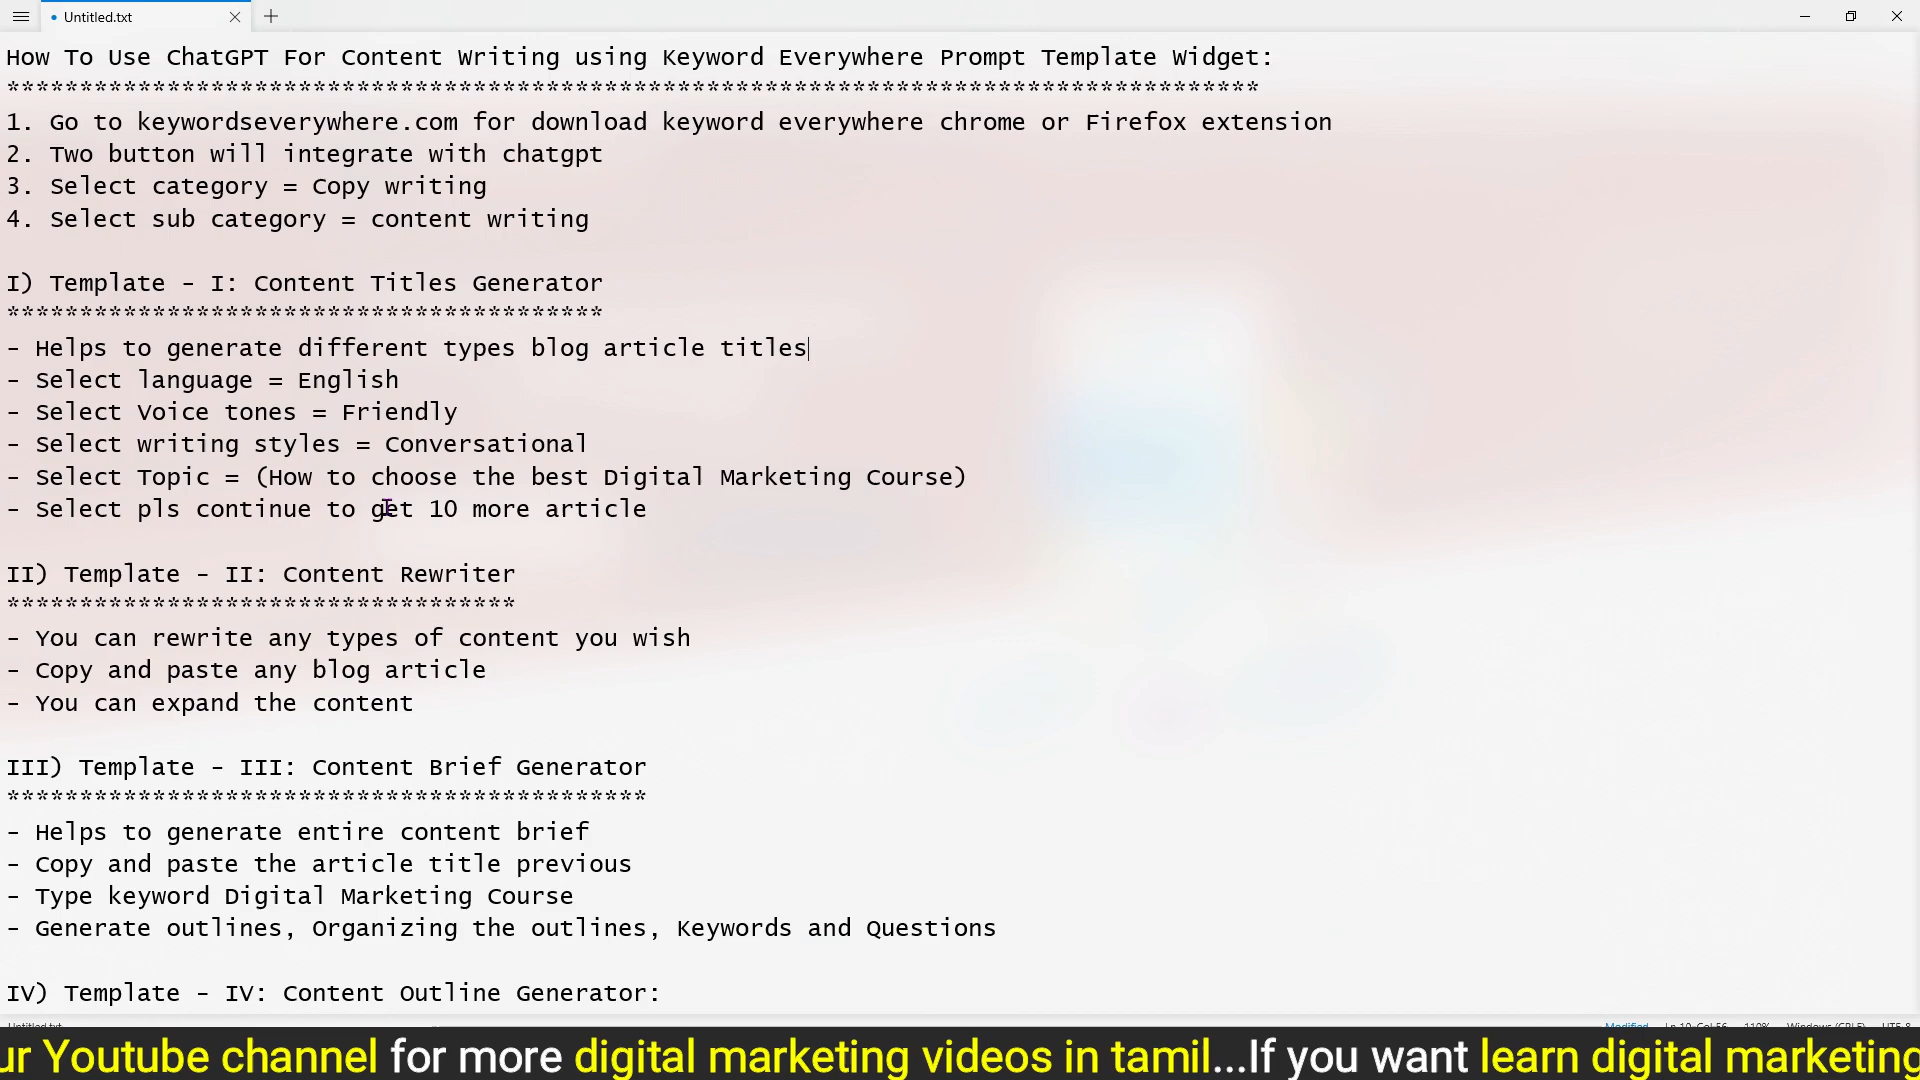 Untitled.txt
How To Use ChatGPT For Content Writing using Keyword Everywhere Prompt Template Widget:
**************************************************************************************
1. Go to keywordseverywhere.com for download keyword everywhere chrome or Firefox extension
2. Two button will integrate with chatgpt
3. Select category = Copy writing
4. Select sub category = content writing
I) Template - I: Content Titles Generator
*****************************************
- Helps to generate different types blog article titles
- Select language = English
- Select Voice tones = Friendly
- Select writing styles = Conversational
- Select Topic = (How to choose the best Digital Marketing Course)
- Select pls continue to get 10 more article
II) Template - II: Content Rewriter
***********************************
- You can rewrite any types of content you wish
- Copy and paste any blog article
- You can expand the content
III) Template - III: Content Brief Generator
********************************************
- Helps to generate entire content brief
- Copy and paste the article title previous
- Type keyword Digital Marketing Course
- Generate outlines, Organizing the outlines, Keywords and Questions
IV) Template - IV: Content Outline Generator:
ur Youtube channel for more digital marketing videos in tamil...If you want learn digital marketing